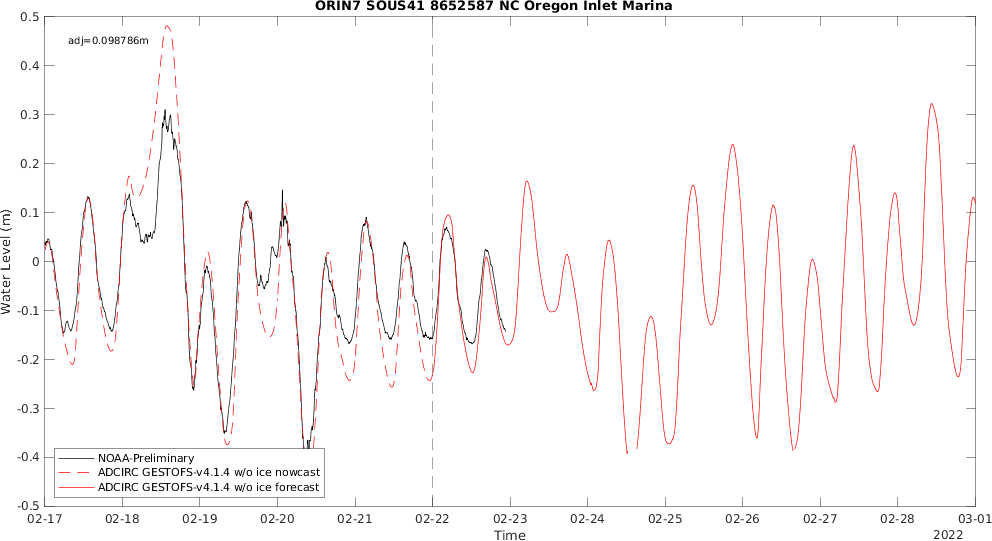 ORIN7 SOUS41 8652587 NC Oregon Inlet Marina
adj=0.098786m
Water Level (m)
0.5
0.4
0.3
0.2
0.1
0
-0.1
-0.2
-0.3
-0.4
-0.5
NOAA-Preliminary
ADCIRC GESTOFS-v4.1.4 w/o ice nowcast
ADCIRC GESTOFS-v4.1.4 w/o ice forecast
02-17 02-18 02-19 02-20 02-21 02-22 02-23 02-24 02-25 02-26 02-27 02-28 03-01
Time
2022